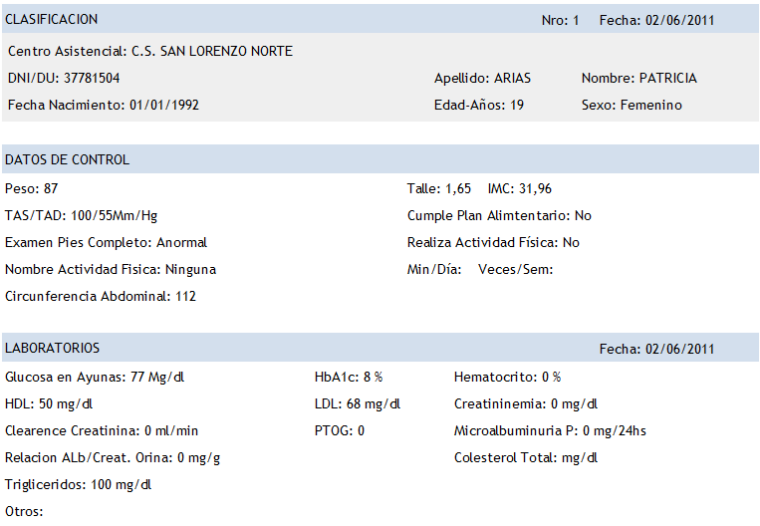 CLASIFICACION Nro: 1 Fecha: 02/06/2011
Centro Asistencial: C.S. SAN LORENZO NORTE
DNI/DU: 37781504 Apellido: ARIAS Nombre: PATRICIA
Fecha Nacimiento: 01/01/1992 Edad-Años: 19 Sexo: Femenino
DATOS DE CONTROL
Peso: 87 Talle: 1,65 IMC: 31,96
TAS/TAD: 100/55Mm/Hg Cumple Plan Alimtentario: No
Examen Pies Completo: Anormal Realiza Actividad Física: No
Nombre Actividad Fisica: Ninguna Min/Día: Veces/Sem:
Circunferencia Abdominal: 112
LABORATORIOS Fecha: 02/06/2011
Glucosa en Ayunas: 77 Mg/dl HbA1c: 8 % Hematocrito: 0 %
HDL: 50 mg/dl LDL: 68 mg/dl Creatininemia: 0 mg/dl
Clearence Creatinina: 0 ml/min PTOG: 0 Microalbuminuria P: 0 mg/24hs
Relacion ALb/Creat. Orina: 0 mg/g Colesterol Total: mg/dl
Trigliceridos: 100 mg/dl
Otros: